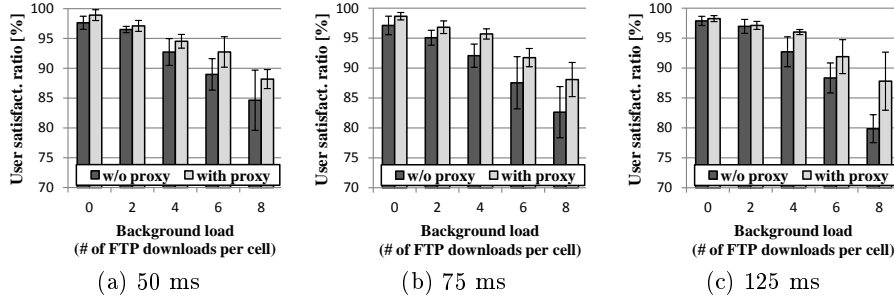 User satisfact. ratio [%]
100
95
90
85
80
75
70
w/o proxy
with proxy
0 2 4 6 8
Background load
(# of FTP downloads per cell)
(a) 50 ms
User satisfact. ratio [%]
100
95
90
85
80
75
70
w/o proxy
with proxy
0 2 4 6 8
Background load
(# of FTP downloads per cell)
(b) 75 ms
User satisfact. ratio [%]
100
95
90
85
80
75
70
w/o proxy
with proxy
0 2 4 6 8
Background load
(# of FTP downloads per cell)
(c) 125 ms